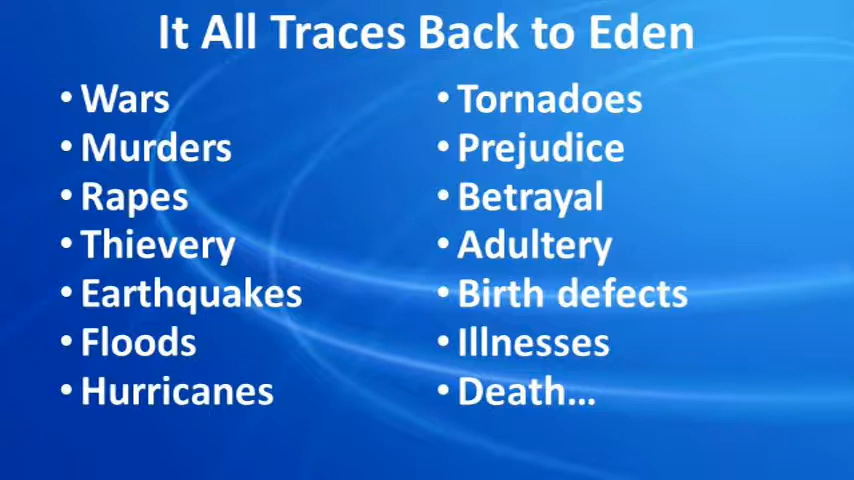 It All Traces Back to Eden
• Wars
• Murders
• Rapes
• Thievery
• Earthquakes
• Floods
• Hurricanes
• Tornadoes
• Prejudice
• Betrayal
• Adultery
• Birth defects
• Illnesses
• Death...